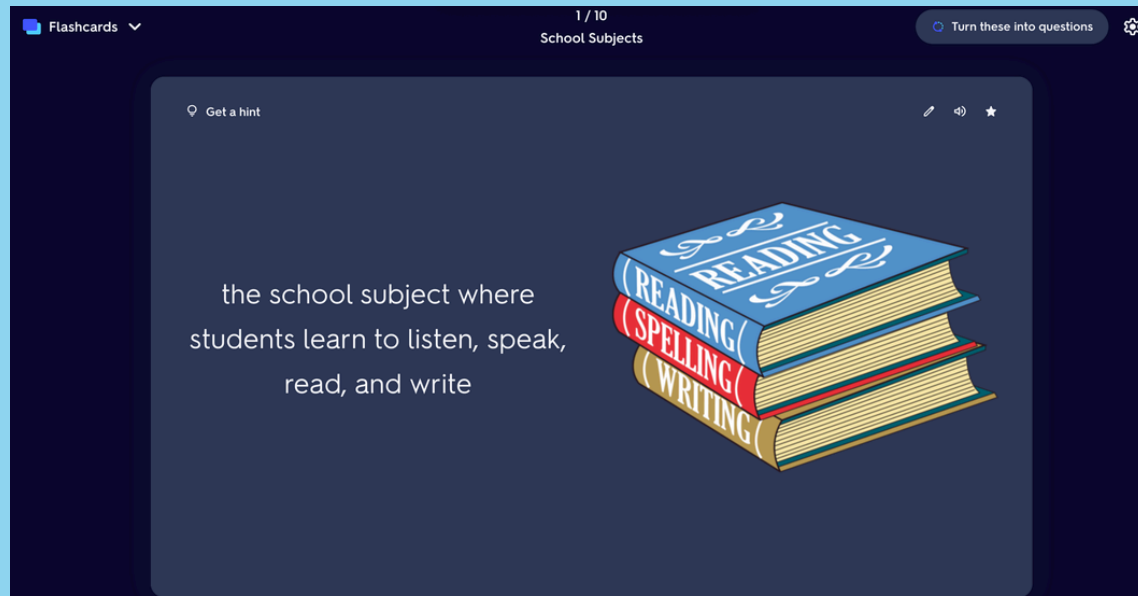 Flashcards
1 / 10
School Subjects
Turn these into questions
Get a hint
the school subject where
students learn to listen, speak,
read, and write
READING
READING
SPELLING
WRITING